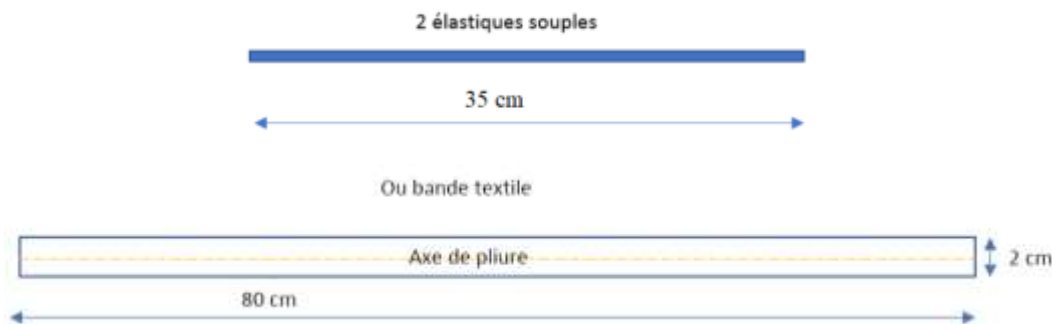 2 élastiques souples
35 cm
Ou bande textile
Axe de pliure
2 cm
80 cm